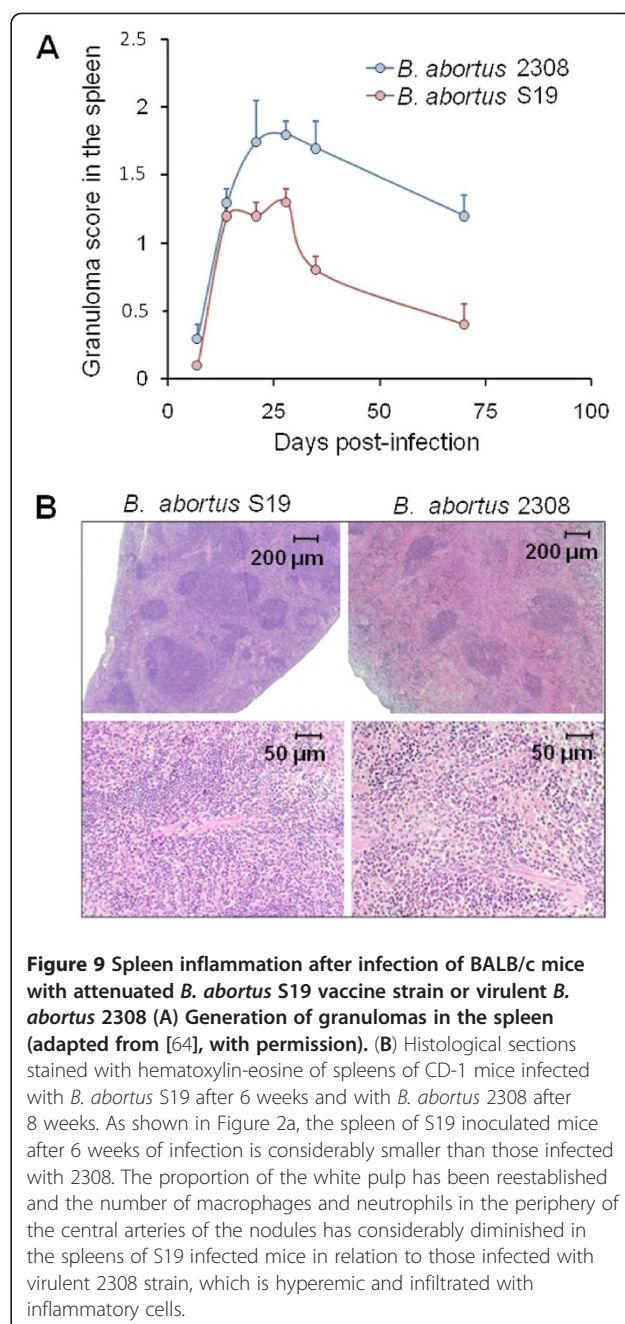 A
2.5
2
1.5
1
0.5
0
Granuloma score in the spleen
B. abortus 2308
B. abortus S19
0 25 50 75 100
Days post-infection
B
B. abortus S19 B. abortus 2308
200 µm 200 µm
50 µm 50 µm
Figure 9 Spleen inflammation after infection of BALB/c mice
with attenuated B. abortus S19 vaccine strain or virulent B.
abortus 2308 (A) Generation of granulomas in the spleen
(adapted from [64], with permission). (B) Histological sections
stained with hematoxylin-eosine of spleens of CD-1 mice infected
with B. abortus S19 after 6 weeks and with B. abortus 2308 after
8 weeks. As shown in Figure 2a, the spleen of S19 inoculated mice
after 6 weeks of infection is considerably smaller than those infected
with 2308. The proportion of the white pulp has been reestablished
and the number of macrophages and neutrophils in the periphery of
the central arteries of the nodules has considerably diminished in
the spleens of S19 infected mice in relation to those infected with
virulent 2308 strain, which is hyperemic and infiltrated with
inflammatory cells.